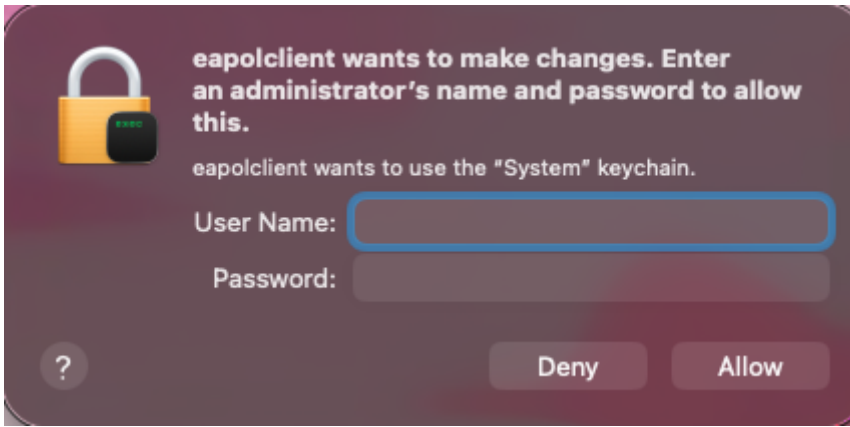 eapolclient wants to make changes. Enter
an administrator's name and password to allow
this.
exec
eapolclient wants to use the “System” keychain.
User Name:
Password:
?
Deny
Allow